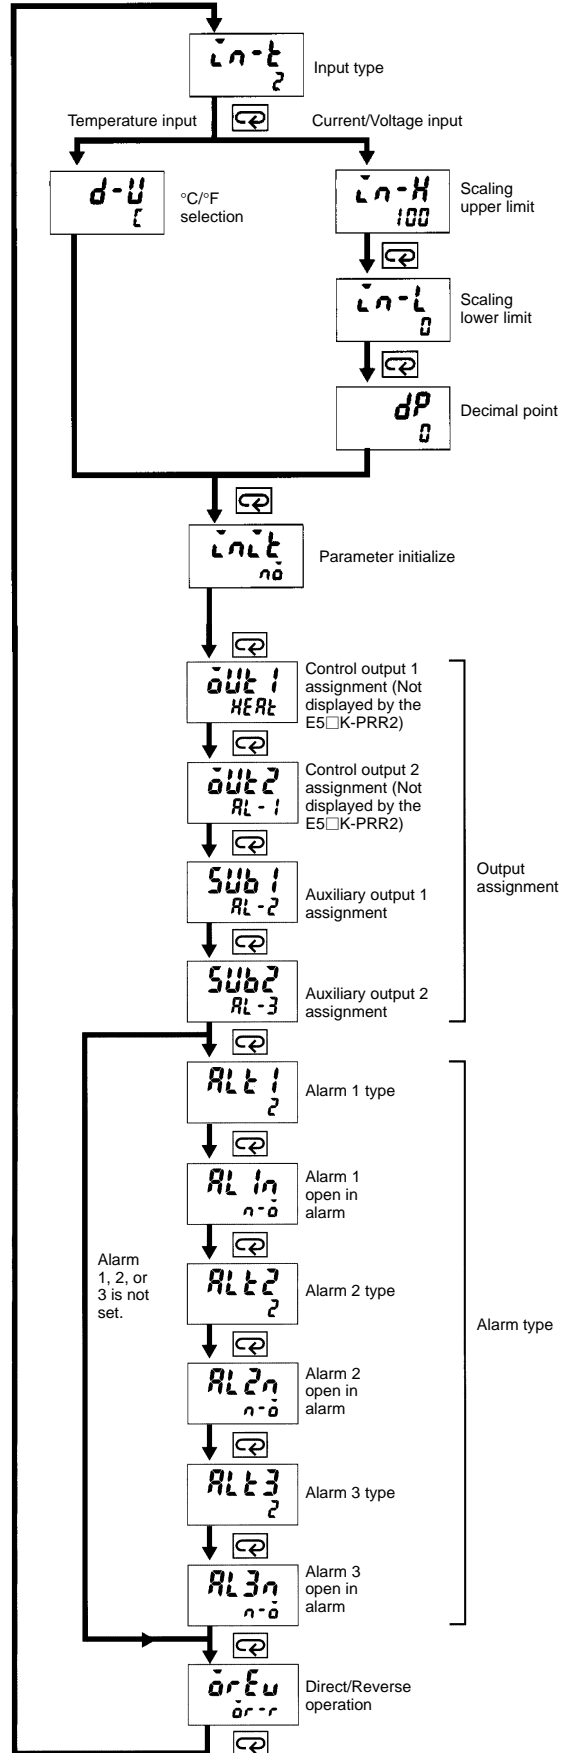 in-t
2
Input type
Temperature input
Current/Voltage input
d-U
C
°C/°F
selection
in-H
100
Scaling
upper limit
in-L
0
Scaling
lower limit
dP
0
Decimal point
init
no
Parameter initialize
oUt1
HEAt
Control output 1
assignment (Not
displayed by the
E5□K-PRR2)
oUt2
AL-1
Control output 2
assignment (Not
displayed by the
E5□K-PRR2)
SUb1
AL-2
Auxiliary output 1
assignment
SUb2
AL-3
Auxiliary output 2
assignment
Output
assignment
ALt1
2
Alarm 1 type
AL1n
n-o
Alarm 1
open in
alarm
Alarm
1, 2, or
3 is not
set.
ALt2
2
Alarm 2 type
Alarm type
AL2n
n-o
Alarm 2
open in
alarm
ALt3
2
Alarm 3 type
AL3n
n-o
Alarm 3
open in
alarm
orEu
or-r
Direct/Reverse
operation